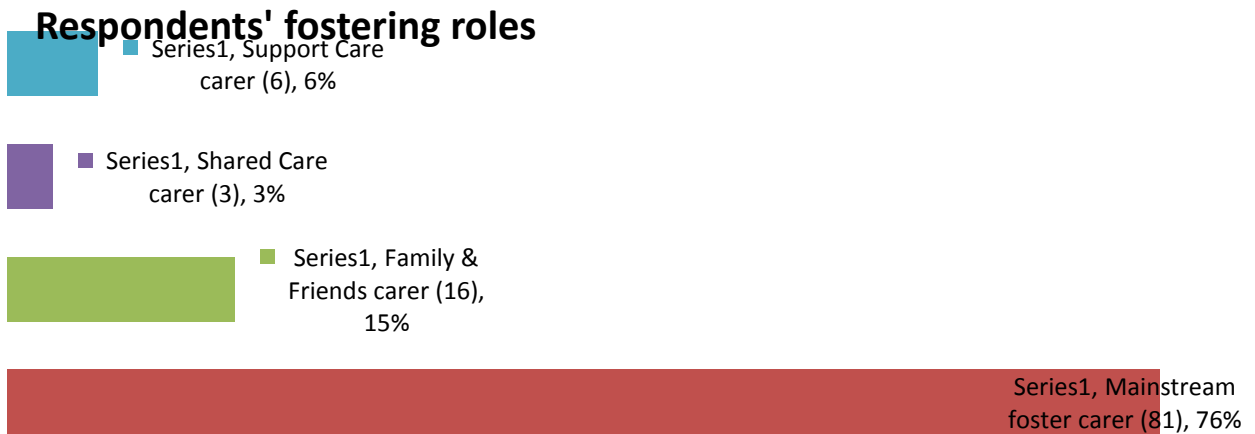 Respondents' fostering roles
Series1, Support Care
carer (6), 6%
Series1, Shared Care
carer (3), 3%
Series1, Family &
Friends carer (16),
15%
Series1, Mainstream
foster carer (81), 76%